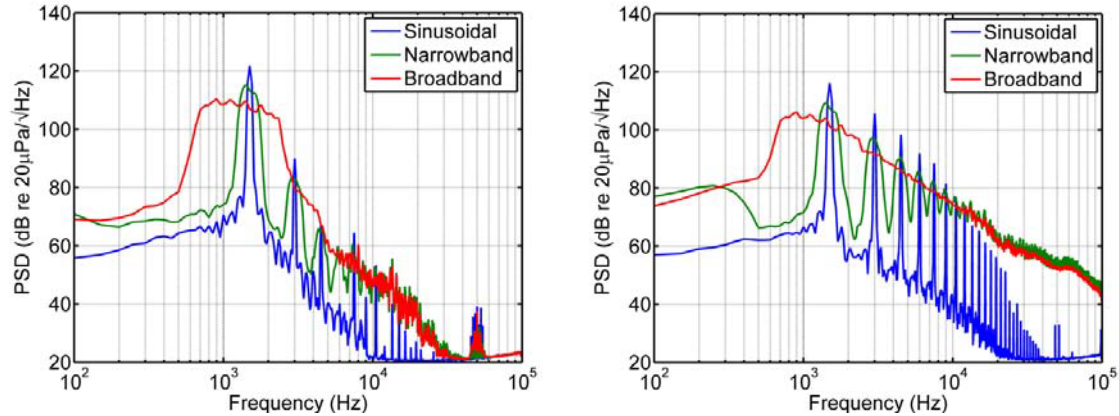 140
120
100
80
60
40
20
PSD (dB re 20μPa/√Hz)
Sinusoidal
Narrowband
Broadband
10² 10³ 10⁴ 10⁵
Frequency (Hz)
140
120
100
80
60
40
20
PSD (dB re 20μPa/√Hz)
Sinusoidal
Narrowband
Broadband
10² 10³ 10⁴ 10⁵
Frequency (Hz)